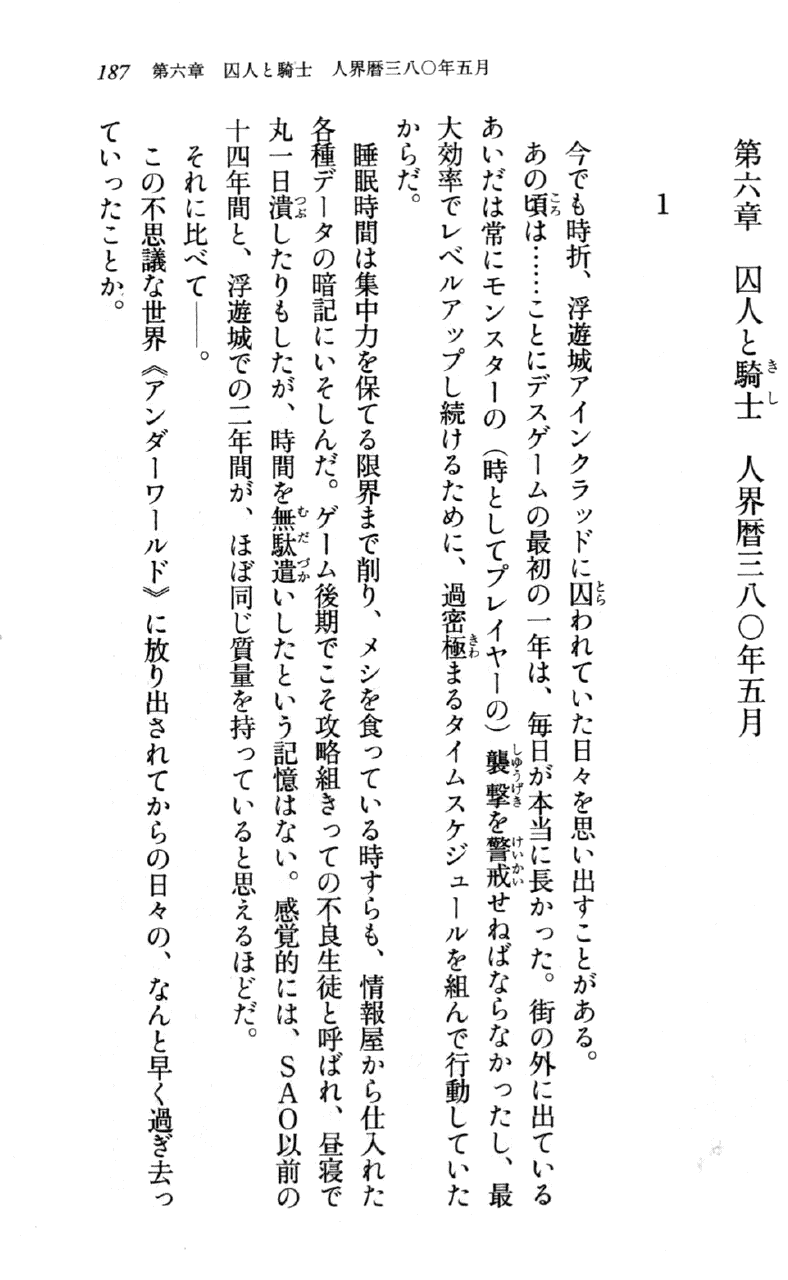 187 第六章　囚人と騎士　人界暦三八〇年五月
第六章　囚人と騎士　人界暦三八〇年五月
1
　今でも時折、浮遊城アインクラッドに囚われていた日々を思い出すことがある。
　あの頃は……ことにデスゲームの最初の一年は、毎日が本当に長かった。街の外に出ている
あいだは常にモンスターの（時としてプレイヤーの）襲撃を警戒せねばならなかったし、最
大効率でレベルアップし続けるために、過密極まるタイムスケジュールを組んで行動していた
からだ。
　睡眠時間は集中力を保てる限界まで削り、メシを食っている時すらも、情報屋から仕入れた
各種データの暗記にいそしんだ。ゲーム後期でこそ攻略組きっての不良生徒と呼ばれ、昼寝で
丸一日潰したりもしたが、時間を無駄遣いしたという記憶はない。感覚的には、ＳＡＯ以前の
十四年間と、浮遊城での二年間が、ほぼ同じ質量を持っていると思えるほどだ。
　それに比べて――。
　この不思議な世界《アンダーワールド》に放り出されてからの日々の、なんと早く過ぎ去っ
ていったことか。